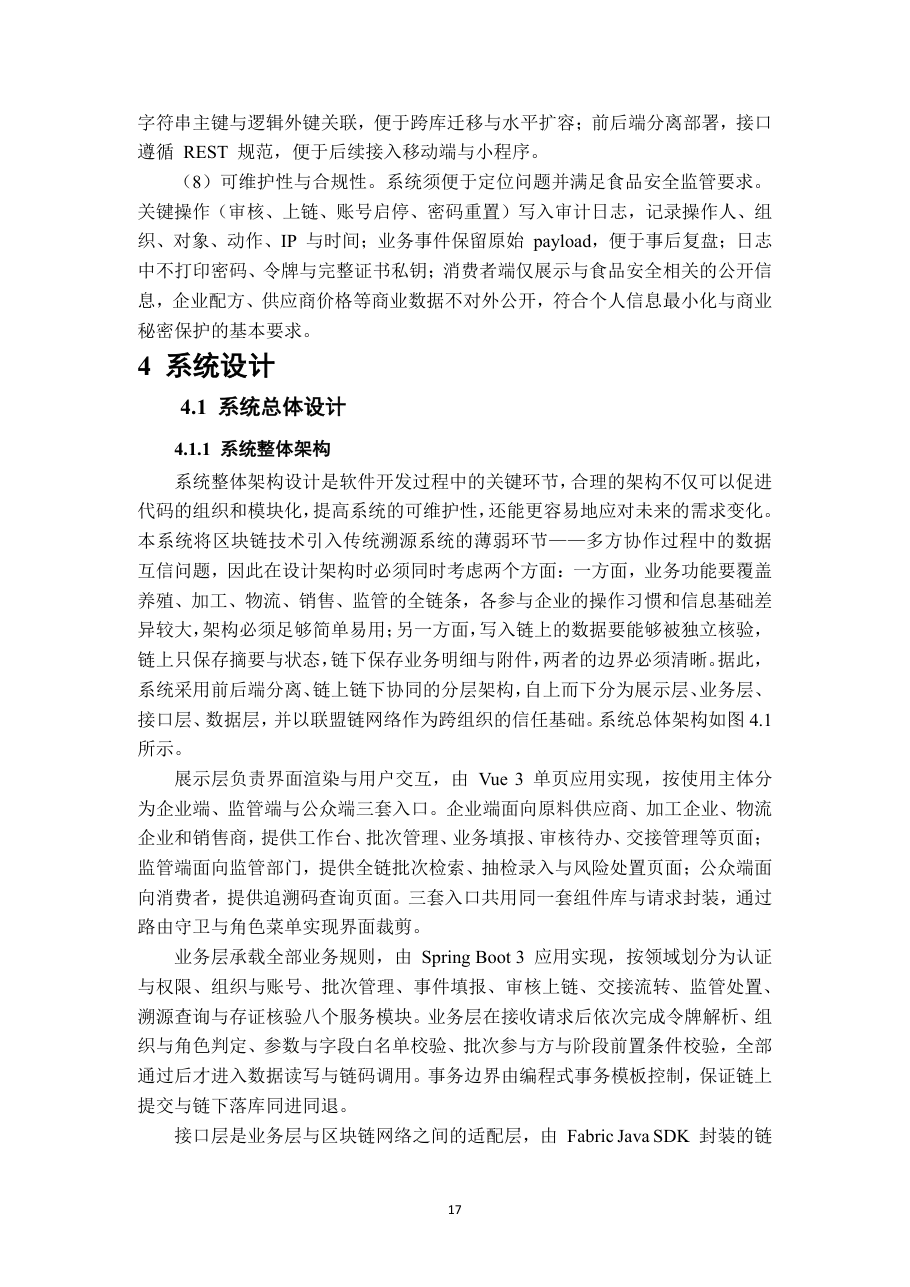 字符串主键与逻辑外键关联，便于跨库迁移与水平扩容；前后端分离部署，接口
遵循 REST 规范，便于后续接入移动端与小程序。
（8）可维护性与合规性。系统须便于定位问题并满足食品安全监管要求。
关键操作（审核、上链、账号启停、密码重置）写入审计日志，记录操作人、组
织、对象、动作、IP 与时间；业务事件保留原始 payload，便于事后复盘；日志
中不打印密码、令牌与完整证书私钥；消费者端仅展示与食品安全相关的公开信
息，企业配方、供应商价格等商业数据不对外公开，符合个人信息最小化与商业
秘密保护的基本要求。
4 系统设计
4.1 系统总体设计
4.1.1 系统整体架构
系统整体架构设计是软件开发过程中的关键环节，合理的架构不仅可以促进
代码的组织和模块化，提高系统的可维护性，还能更容易地应对未来的需求变化。
本系统将区块链技术引入传统溯源系统的薄弱环节——多方协作过程中的数据
互信问题，因此在设计架构时必须同时考虑两个方面：一方面，业务功能要覆盖
养殖、加工、物流、销售、监管的全链条，各参与企业的操作习惯和信息基础差
异较大，架构必须足够简单易用；另一方面，写入链上的数据要能够被独立核验，
链上只保存摘要与状态，链下保存业务明细与附件，两者的边界必须清晰。据此，
系统采用前后端分离、链上链下协同的分层架构，自上而下分为展示层、业务层、
接口层、数据层，并以联盟链网络作为跨组织的信任基础。系统总体架构如图 4.1
所示。
展示层负责界面渲染与用户交互，由 Vue 3 单页应用实现，按使用主体分
为企业端、监管端与公众端三套入口。企业端面向原料供应商、加工企业、物流
企业和销售商，提供工作台、批次管理、业务填报、审核待办、交接管理等页面；
监管端面向监管部门，提供全链批次检索、抽检录入与风险处置页面；公众端面
向消费者，提供追溯码查询页面。三套入口共用同一套组件库与请求封装，通过
路由守卫与角色菜单实现界面裁剪。
业务层承载全部业务规则，由 Spring Boot 3 应用实现，按领域划分为认证
与权限、组织与账号、批次管理、事件填报、审核上链、交接流转、监管处置、
溯源查询与存证核验八个服务模块。业务层在接收请求后依次完成令牌解析、组
织与角色判定、参数与字段白名单校验、批次参与方与阶段前置条件校验，全部
通过后才进入数据读写与链码调用。事务边界由编程式事务模板控制，保证链上
提交与链下落库同进同退。
接口层是业务层与区块链网络之间的适配层，由 Fabric Java SDK 封装的链
17